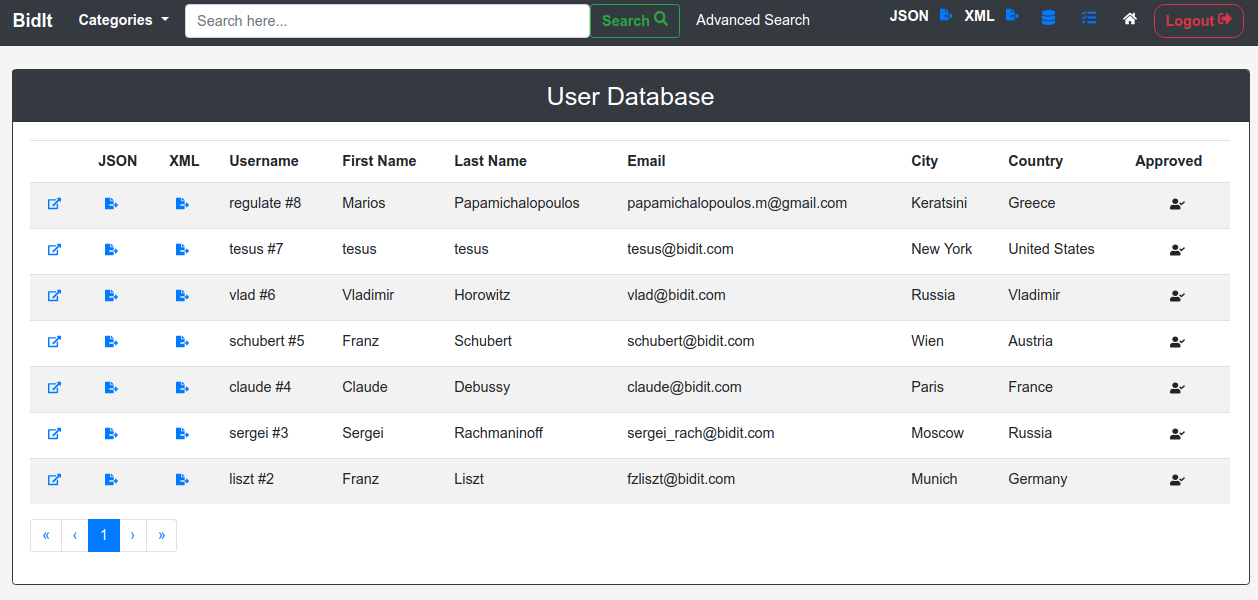 BidIt Categories Search here... Search Advanced Search JSON XML Logout
User Database
JSON XML Username First Name Last Name Email City Country Approved
regulate #8 Marios Papamichalopoulos papamichalopoulos.m@gmail.com Keratsini Greece
tesus #7 tesus tesus tesus@bidit.com New York United States
vlad #6 Vladimir Horowitz vlad@bidit.com Russia Vladimir
schubert #5 Franz Schubert schubert@bidit.com Wien Austria
claude #4 Claude Debussy claude@bidit.com Paris France
sergei #3 Sergei Rachmaninoff sergei_rach@bidit.com Moscow Russia
liszt #2 Franz Liszt fzliszt@bidit.com Munich Germany
« ‹ 1 › »